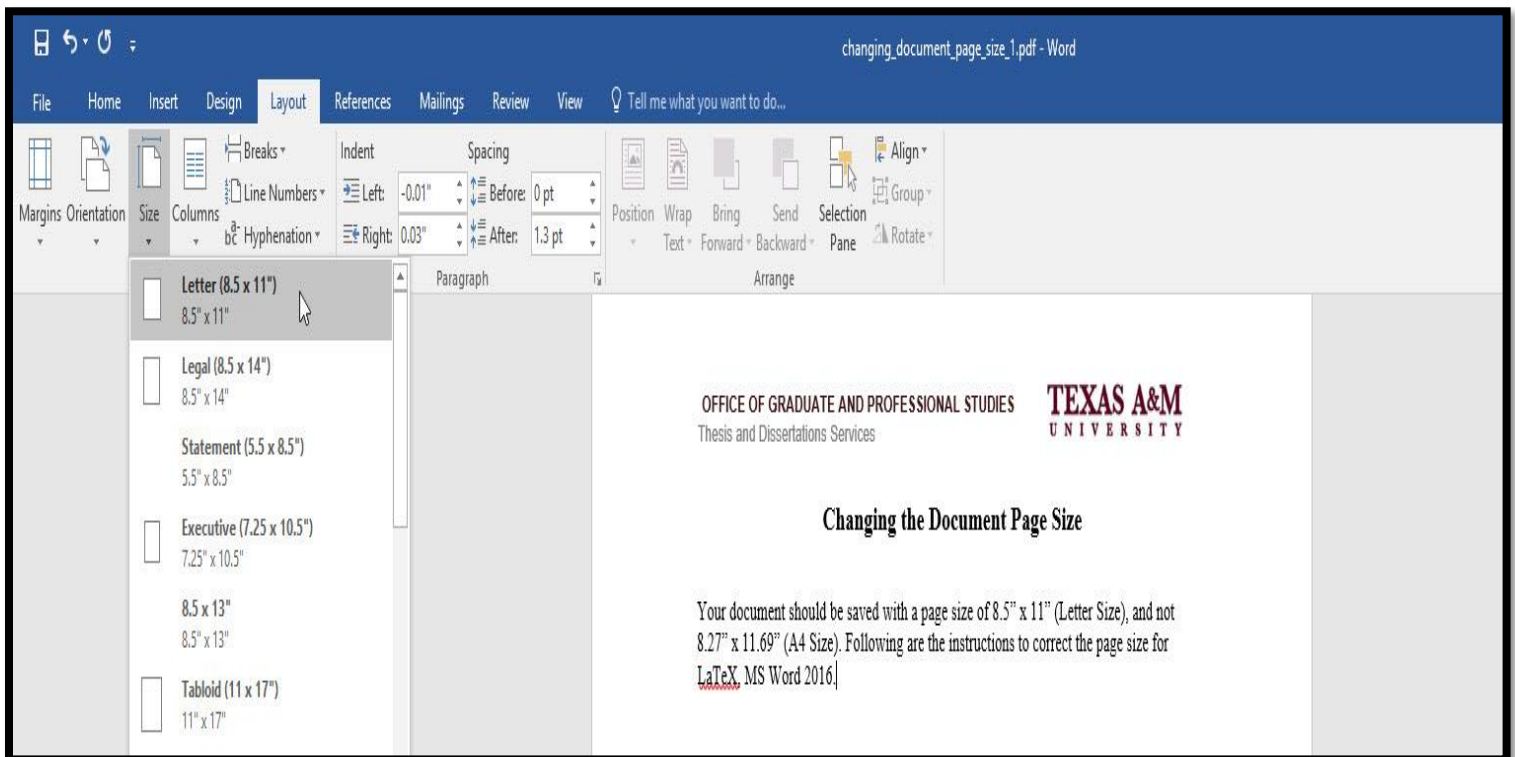 changing_document_page_size_1.pdf - Word
File Home Insert Design Layout References Mailings Review View Tell me what you want to do...
Margins Orientation Size Columns
Breaks
Line Numbers
Hyphenation
Indent Spacing
Left: -0.01" Before: 0 pt
Right: 0.03" After: 1.3 pt
Paragraph
Position Wrap Text Bring Forward Send Backward Selection Pane
Align
Group
Rotate
Arrange
Letter (8.5 x 11")
8.5" x 11"
Legal (8.5 x 14")
8.5" x 14"
Statement (5.5 x 8.5")
5.5" x 8.5"
Executive (7.25 x 10.5")
7.25" x 10.5"
8.5 x 13"
8.5" x 13"
Tabloid (11 x 17")
11" x 17"
OFFICE OF GRADUATE AND PROFESSIONAL STUDIES
Thesis and Dissertations Services
TEXAS A&M
UNIVERSITY
Changing the Document Page Size
Your document should be saved with a page size of 8.5” x 11” (Letter Size), and not
8.27” x 11.69” (A4 Size). Following are the instructions to correct the page size for
LaTeX, MS Word 2016.